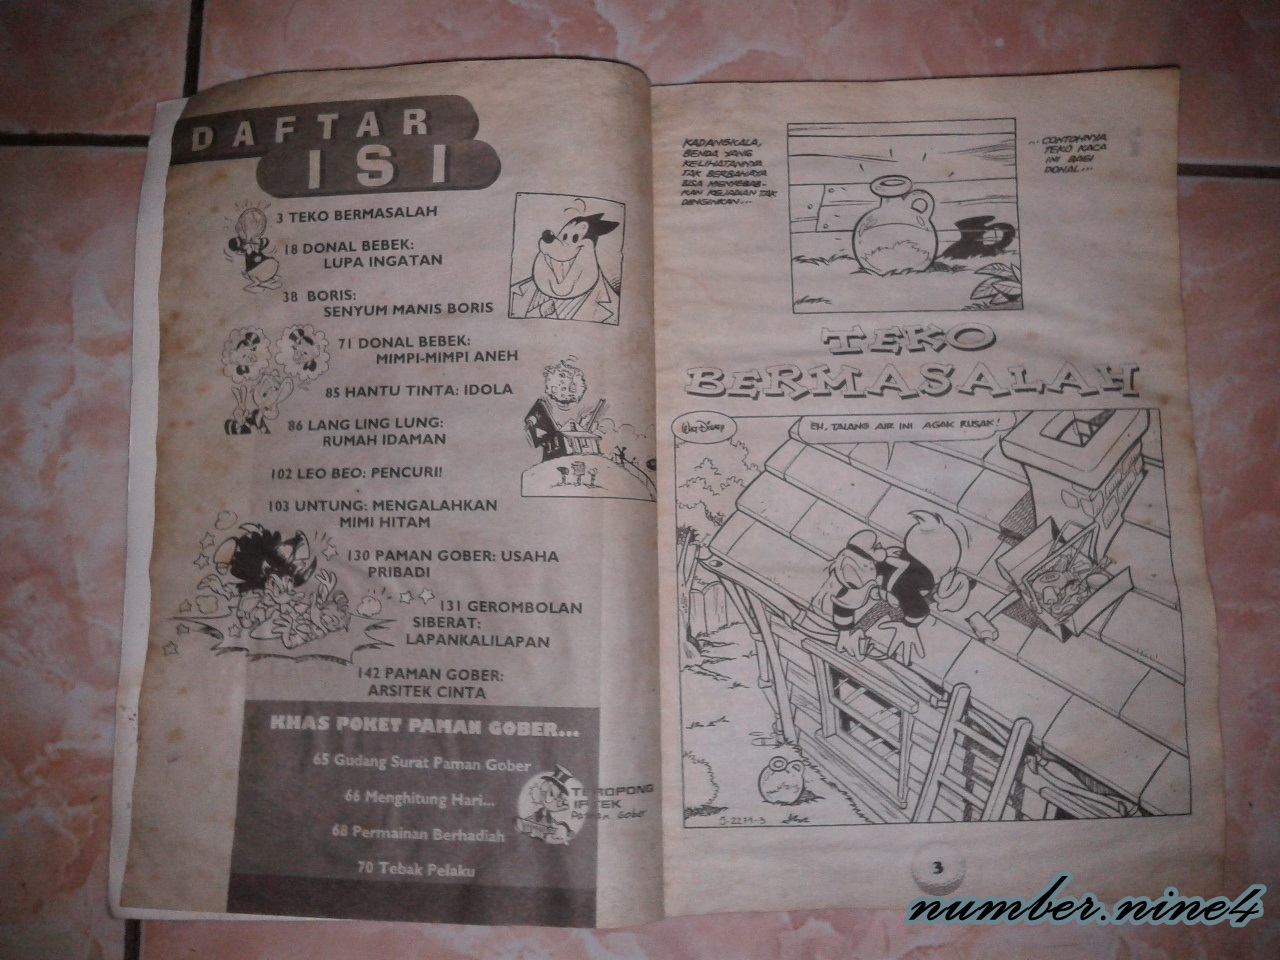 DAFTAR
ISI
3 TEKO BERMASALAH
18 DONAL BEBEK:
LUPA INGATAN
38 BORIS:
SENYUM MANIS BORIS
71 DONAL BEBEK:
MIMPI-MIMPI ANEH
85 HANTU TINTA: IDOLA
86 LANG LING LUNG:
RUMAH IDAMAN
102 LEO BEO: PENCURI!
103 UNTUNG: MENGALAHKAN
MIMI HITAM
130 PAMAN GOBER: USAHA
PRIBADI
131 GEROMBOLAN
SIBERAT:
LAPANKALILAPAN
142 PAMAN GOBER:
ARSITEK CINTA
KHAS POKET PAMAN GOBER...
65 Gudang Surat Paman Gober
66 Menghitung Hari...
68 Permainan Berhadiah
70 Tebak Pelaku
TEROPONG
IPTEK
Paman Gober
KADANGKALA,
BENDA YANG
KELIHATANNYA
TAK BERBAHAYA
BISA MENYEBAB-
KAN KEJADIAN TAK
DIINGINKAN...
...CONTOHNYA
TEKO KACA
INI BAGI
DONAL...
TEKO
BERMASALAH
WALT DISNEY
EH, TALANG AIR INI AGAK RUSAK!
3
number.nine4